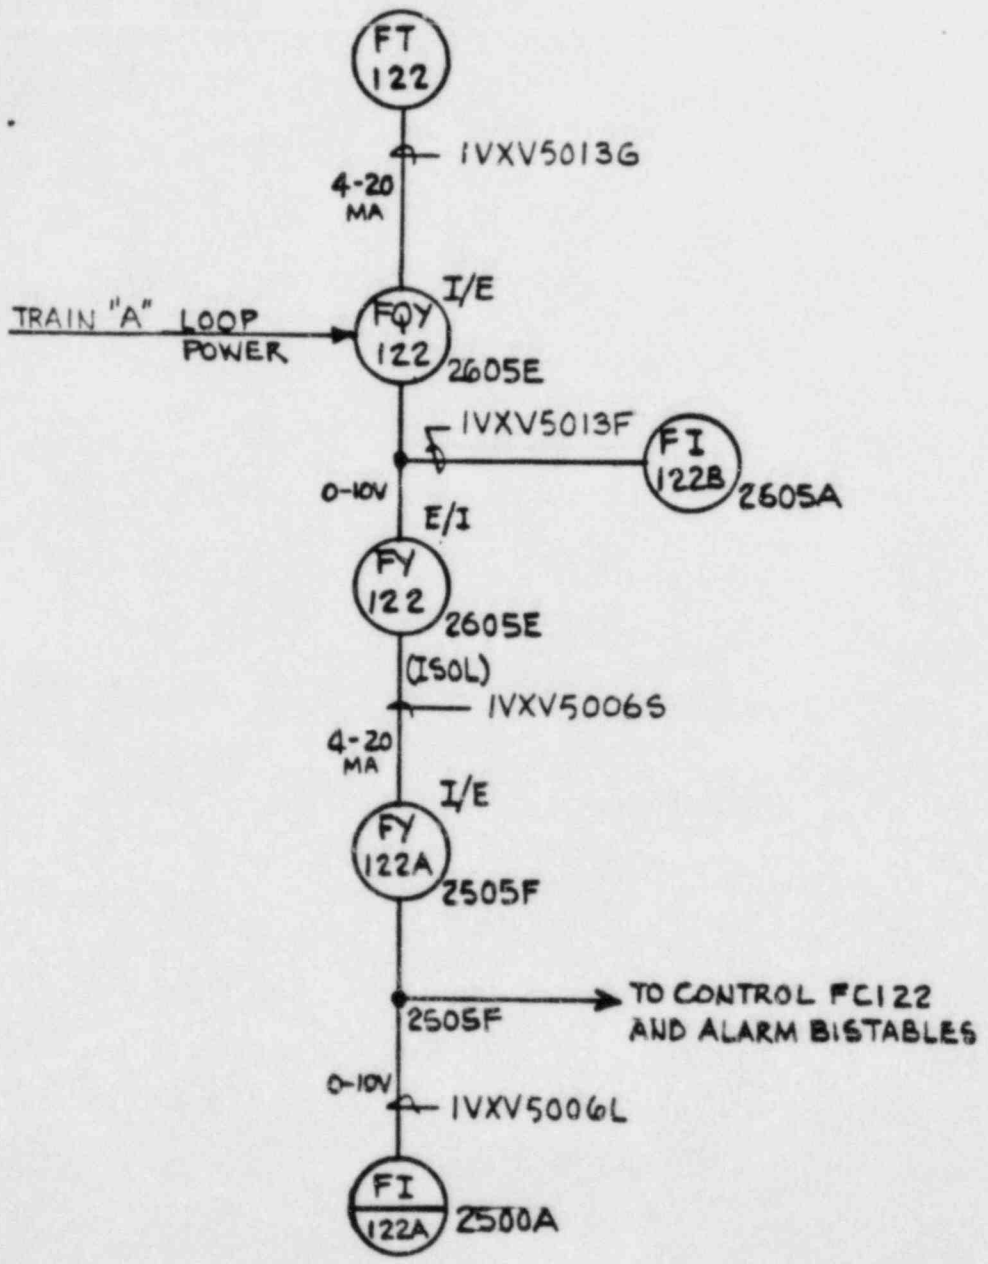 FT
122
1VXV5013G
4-20
MA
I/E
TRAIN "A" LOOP
POWER
FQY
122
2605E
1VXV5013F
FI
122B
2605A
0-10V
E/I
FY
122
2605E
(ISOL)
1VXV5006S
4-20
MA
I/E
FY
122A
2505F
TO CONTROL FC122
AND ALARM BISTABLES
2505F
0-10V
1VXV5006L
FI
122A
2500A